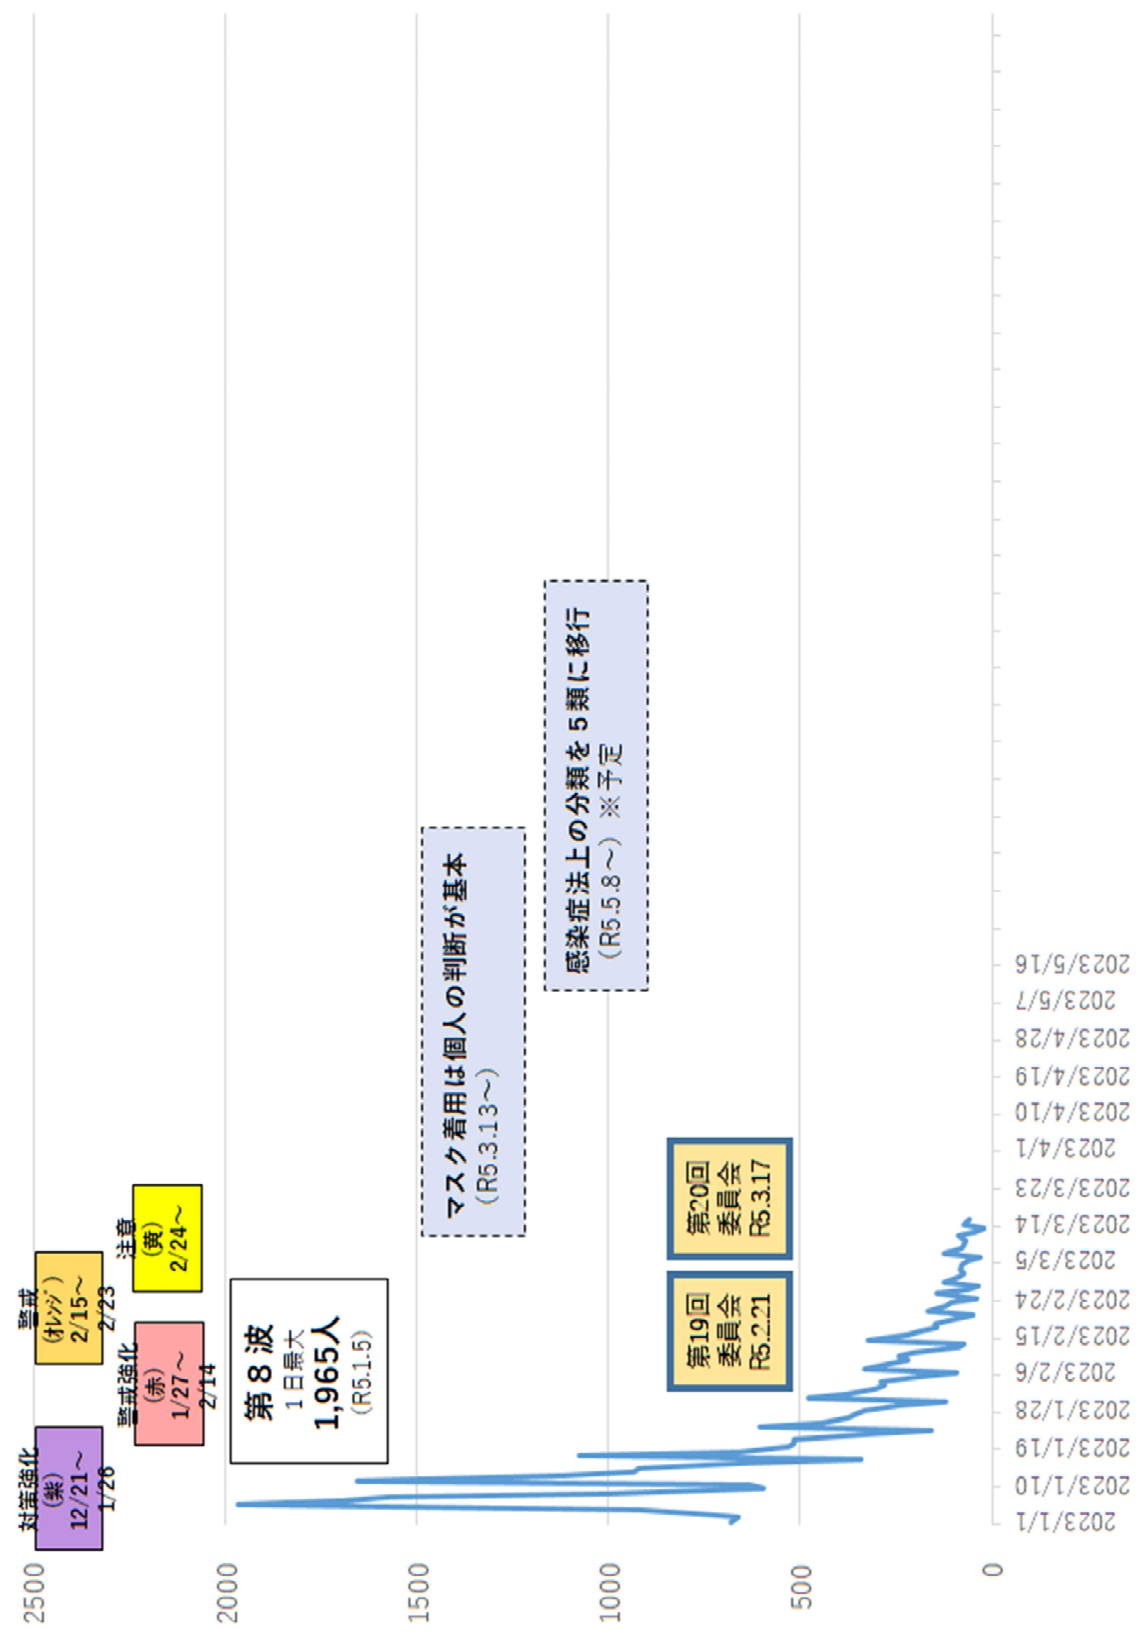 対策強化
(紫)
12/21～
1/26
警戒強化
(赤)
1/27～
2/14
警戒
(ｵﾚﾝｼﾞ)
2/15～
2/23
注意
(黄)
2/24～
第８波
１日最大
1,965人
(R5.1.5)
マスク着用は個人の判断が基本
(R5.3.13～)
感染症法上の分類を５類に移行
(R5.5.8～) ※予定
第19回
委員会
R5.2.21
第20回
委員会
R5.3.17
2500
2000
1500
1000
500
0
2023/1/1
2023/1/10
2023/1/19
2023/1/28
2023/2/6
2023/2/15
2023/2/24
2023/3/5
2023/3/14
2023/3/23
2023/4/1
2023/4/10
2023/4/19
2023/4/28
2023/5/7
2023/5/16